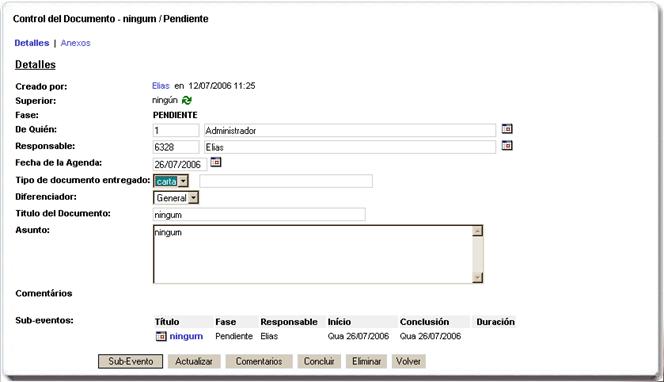 Control del Documento - ningum / Pendiente
Detalles | Anexos
Detalles
Creado por: Elias en 12/07/2006 11:25
Superior: ningún
Fase: PENDIENTE
De Quién: 1 Administrador
Responsable: 6328 Elias
Fecha de la Agenda: 26/07/2006
Tipo de documento entregado: carta
Diferenciador: General
Titulo del Documento: ningum
Asunto: ningum
Comentários
Sub-eventos: Título Fase Responsable Início Conclusión Duración
ningum Pendiente Elias Qua 26/07/2006 Qua 26/07/2006
Sub-Evento Actualizar Comentarios Concluir Eliminar Volver